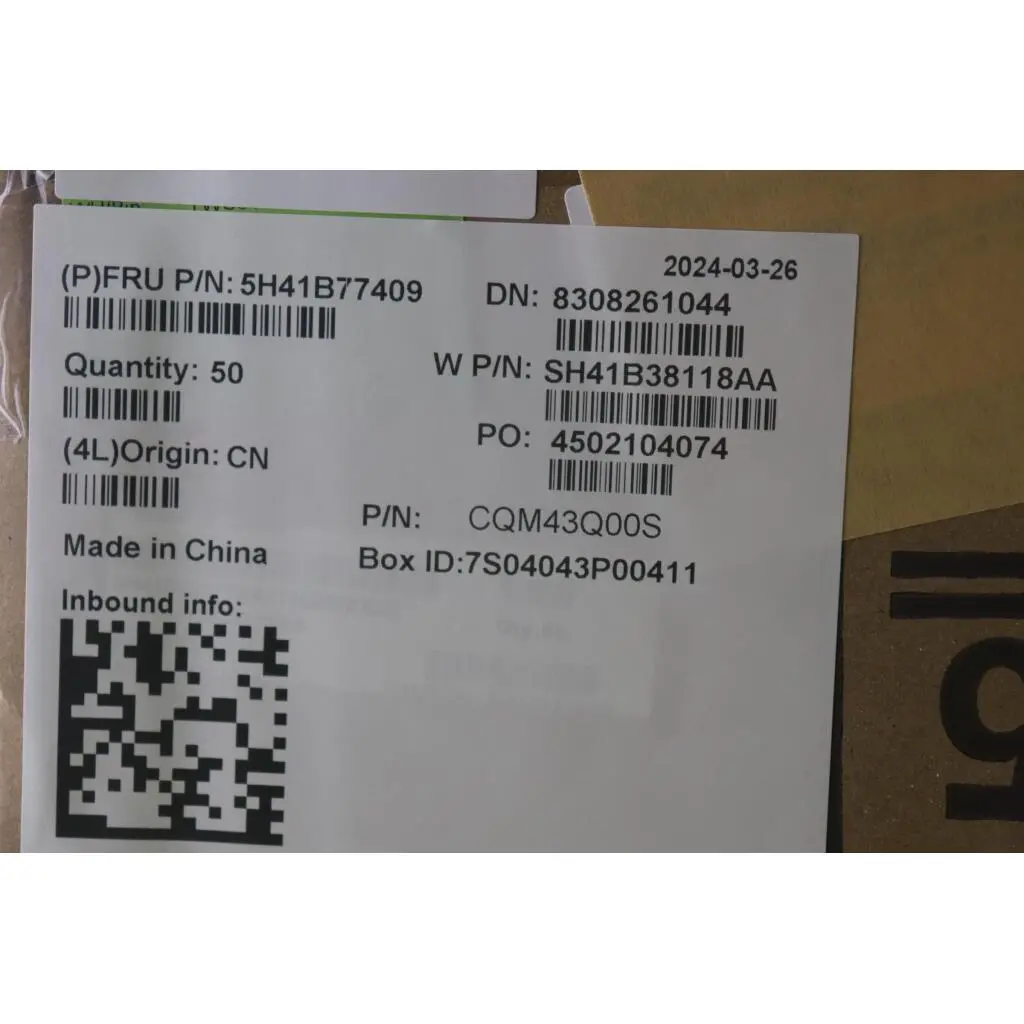 2024-03-26
(P)FRU P/N: 5H41B77409
DN: 8308261044
Quantity: 50
W P/N: SH41B38118AA
(4L)Origin: CN
PO: 4502104074
P/N: CQM43Q00S
Made in China
Box ID:7S04043P00411
Inbound info: